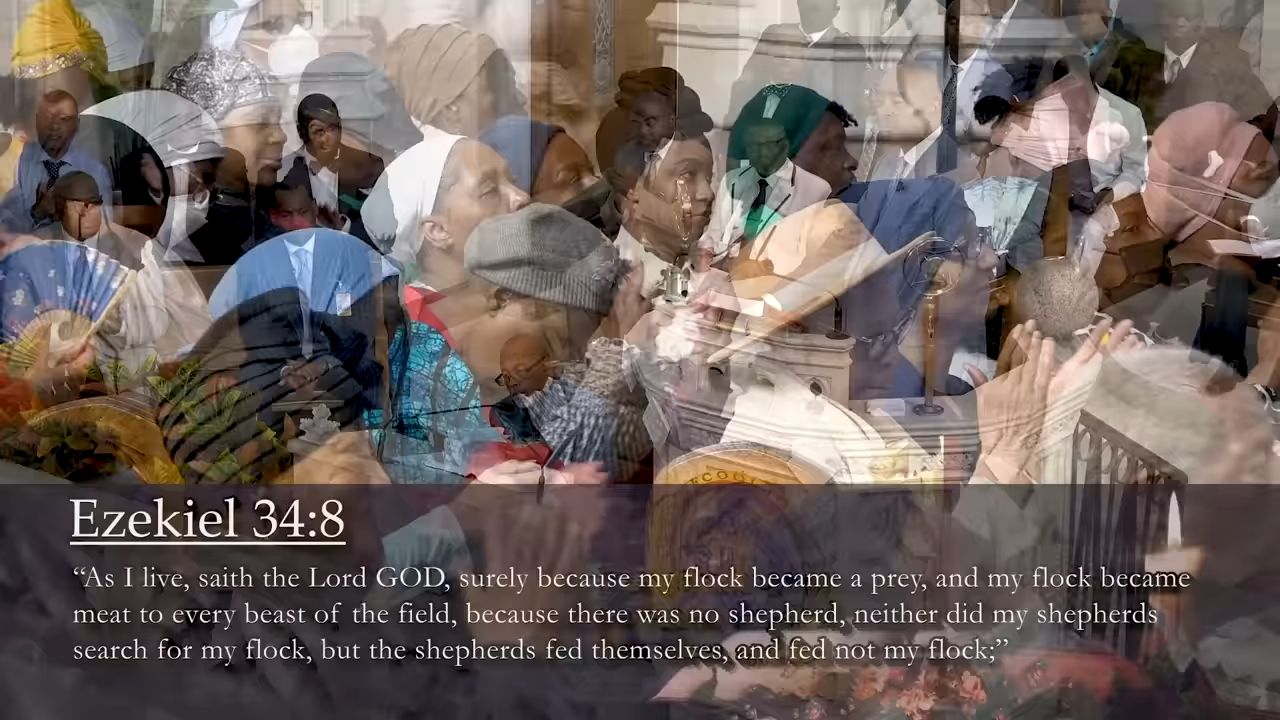 Ezekiel 34:8
“As I live, saith the Lord GOD, surely because my flock became a prey, and my flock became
meat to every beast of the field, because there was no shepherd, neither did my shepherds
search for my flock, but the shepherds fed themselves, and fed not my flock;”